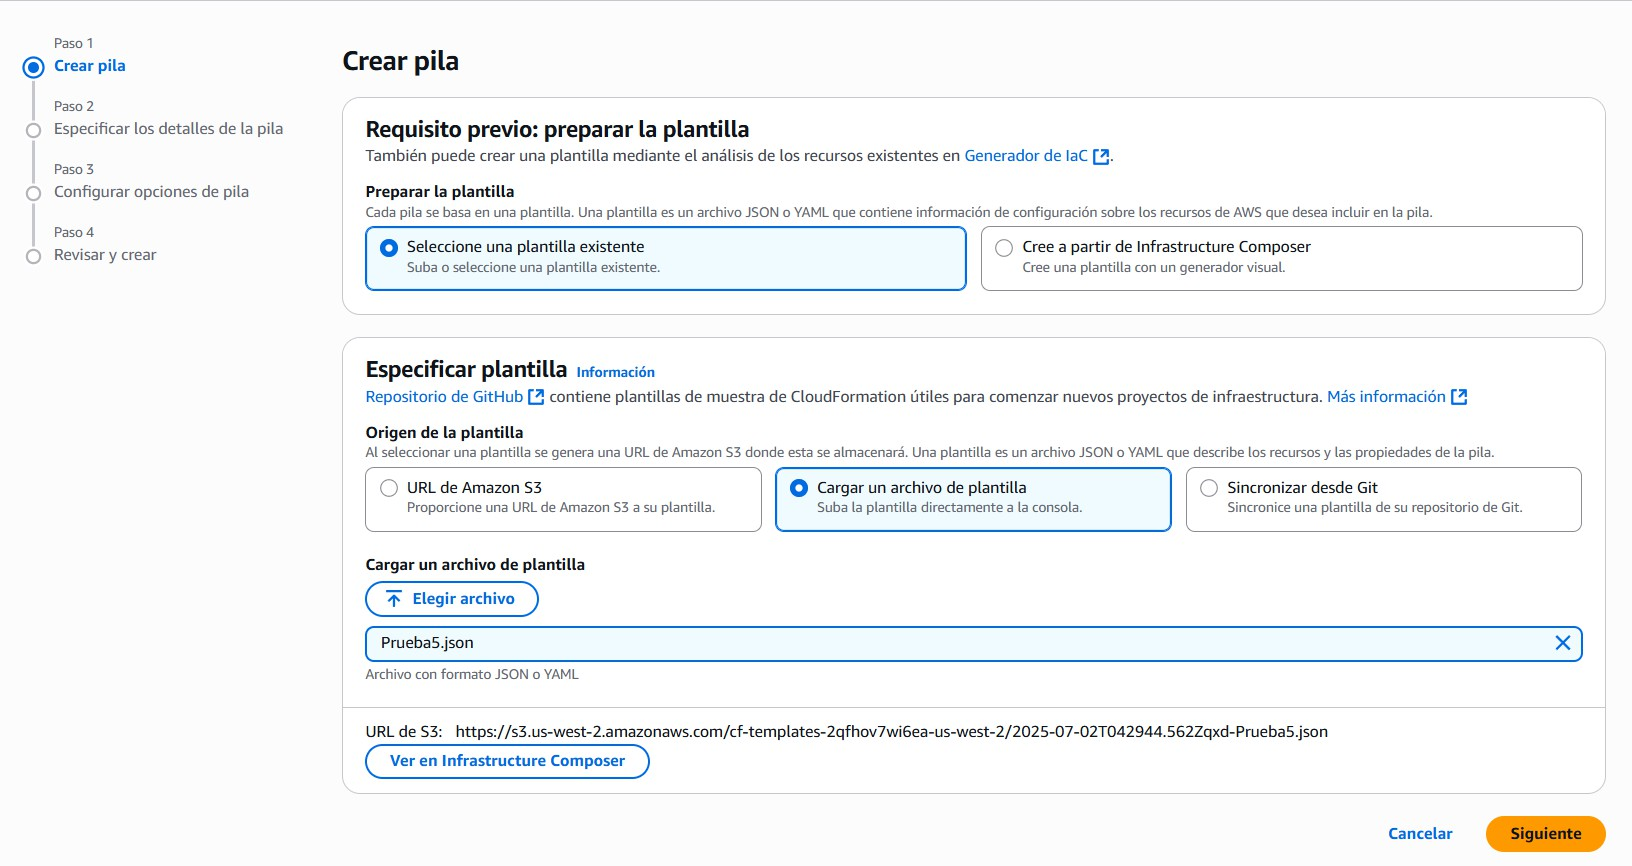 Paso 1
Crear pila
Paso 2
Especificar los detalles de la pila
Paso 3
Configurar opciones de pila
Paso 4
Revisar y crear
Crear pila
Requisito previo: preparar la plantilla
También puede crear una plantilla mediante el análisis de los recursos existentes en Generador de IaC.
Preparar la plantilla
Cada pila se basa en una plantilla. Una plantilla es un archivo JSON o YAML que contiene información de configuración sobre los recursos de AWS que desea incluir en la pila.
Seleccione una plantilla existente
Suba o seleccione una plantilla existente.
Cree a partir de Infrastructure Composer
Cree una plantilla con un generador visual.
Especificar plantilla Información
Repositorio de GitHub contiene plantillas de muestra de CloudFormation útiles para comenzar nuevos proyectos de infraestructura. Más información
Origen de la plantilla
Al seleccionar una plantilla se genera una URL de Amazon S3 donde esta se almacenará. Una plantilla es un archivo JSON o YAML que describe los recursos y las propiedades de la pila.
URL de Amazon S3
Proporcione una URL de Amazon S3 a su plantilla.
Cargar un archivo de plantilla
Suba la plantilla directamente a la consola.
Sincronizar desde Git
Sincronice una plantilla de su repositorio de Git.
Cargar un archivo de plantilla
Elegir archivo
Prueba5.json
Archivo con formato JSON o YAML
URL de S3: https://s3.us-west-2.amazonaws.com/cf-templates-2qfhov7wi6ea-us-west-2/2025-07-02T042944.562Zqxd-Prueba5.json
Ver en Infrastructure Composer
Cancelar
Siguiente